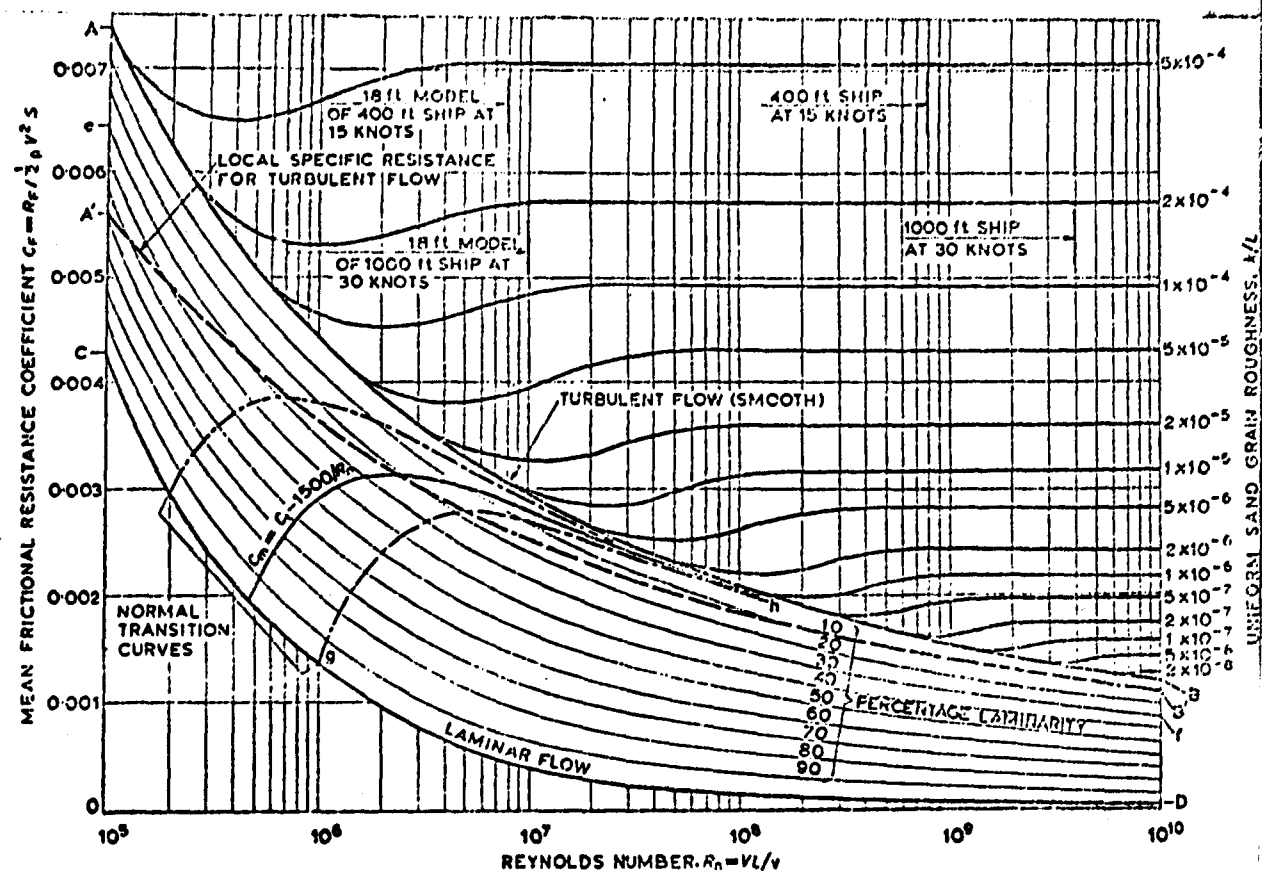 MEAN FRICTIONAL RESISTANCE COEFFICIENT C_F=R_F/½ρV²S
A
0·007
e
0·006
A'
0·005
C
0·004
0·003
0·002
0·001
0
18 ft MODEL
OF 400 ft SHIP AT
15 KNOTS
400 ft SHIP
AT 15 KNOTS
LOCAL SPECIFIC RESISTANCE
FOR TURBULENT FLOW
18 ft MODEL
OF 1000 ft SHIP AT
30 KNOTS
1000 ft SHIP
AT 30 KNOTS
TURBULENT FLOW (SMOOTH)
NORMAL
TRANSITION
CURVES
g
h
LAMINAR FLOW
10
20
30
40
50
60
70
80
90
PERCENTAGE LAMINARITY
5×10⁻⁴
2×10⁻⁴
1×10⁻⁴
5×10⁻⁵
2×10⁻⁵
1×10⁻⁵
5×10⁻⁶
2×10⁻⁶
1×10⁻⁶
5×10⁻⁷
2×10⁻⁷
1×10⁻⁷
2×10⁻⁸
B
f
D
UNIFORM SAND GRAIN ROUGHNESS, k/L
10⁵
10⁶
10⁷
10⁸
10⁹
10¹⁰
REYNOLDS NUMBER. Rₙ=VL/ν